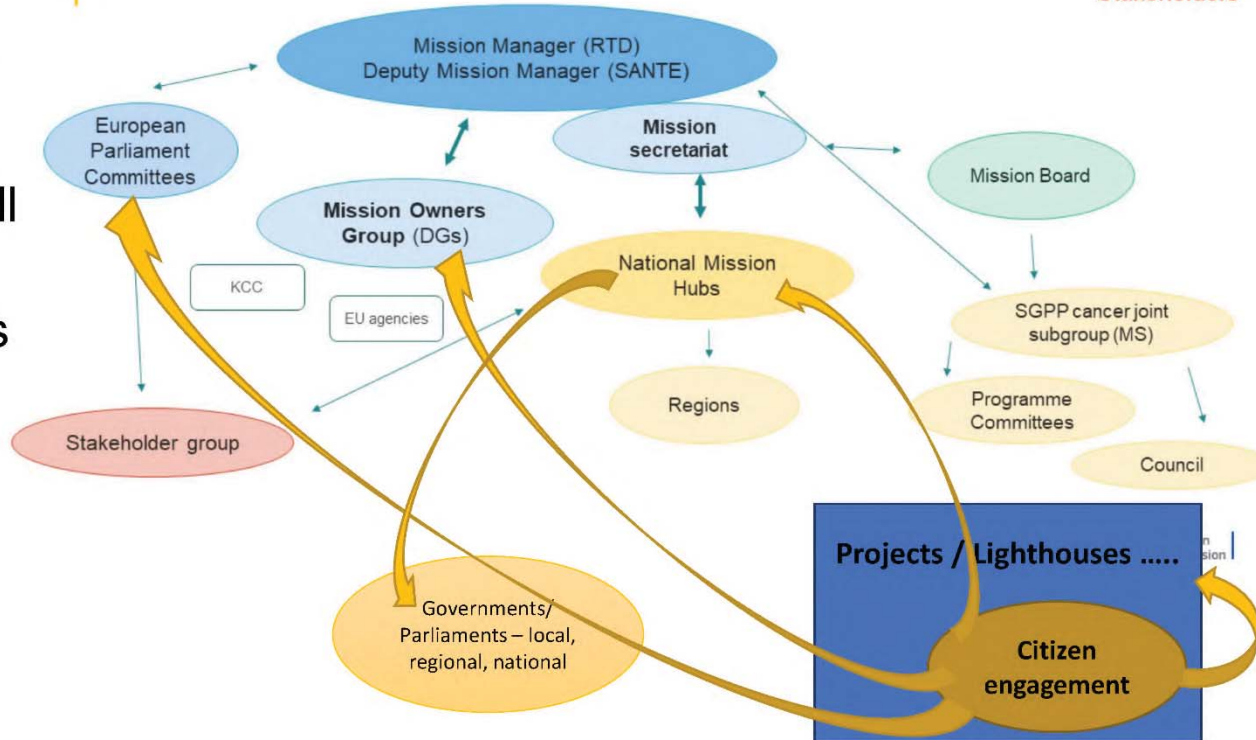 Mission Manager (RTD)
Deputy Mission Manager (SANTE)
European
Parliament
Committees
Mission
secretariat
Mission Board
Mission Owners
Group (DGs)
National Mission
Hubs
KCC
EU agencies
SGPP cancer joint
subgroup (MS)
Regions
Programme
Committees
Stakeholder group
Council
Projects / Lighthouses .....
Governments/
Parliaments – local,
regional, national
Citizen
engagement